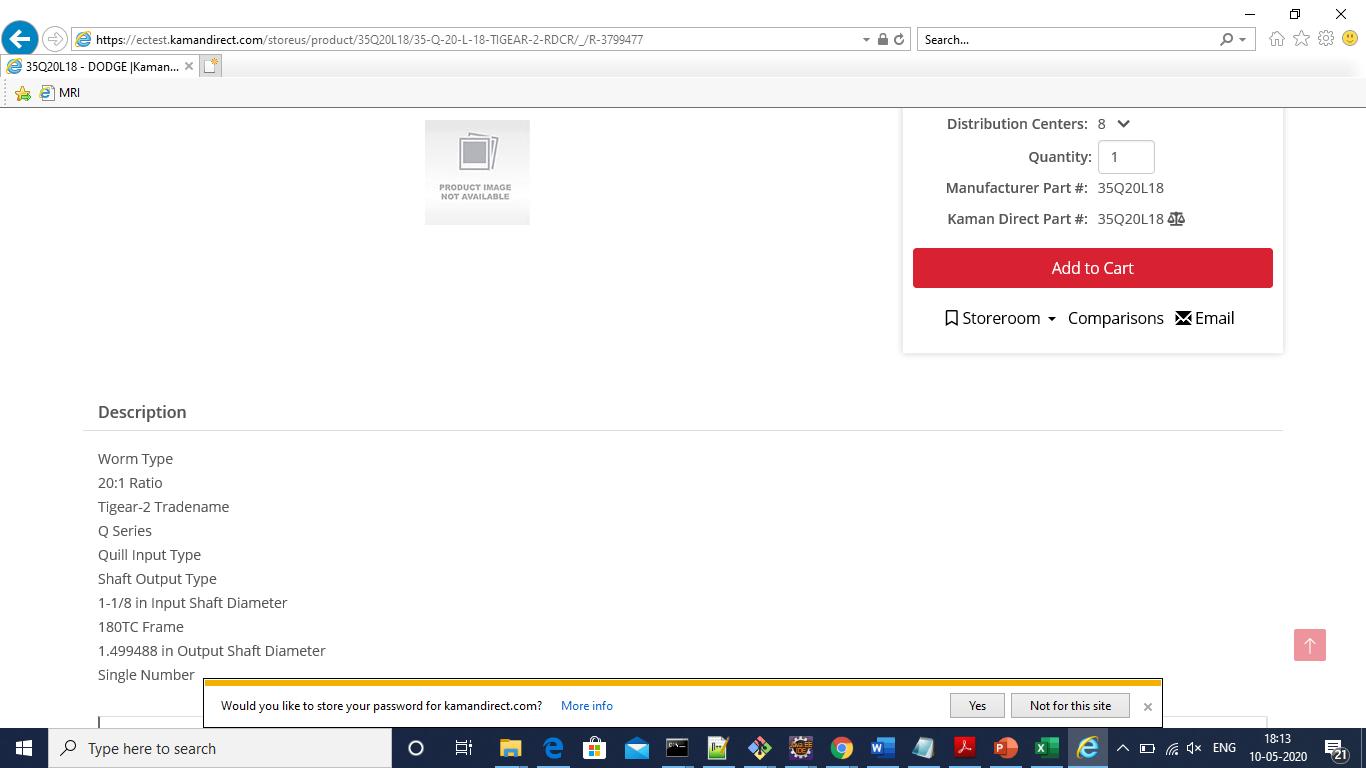 https://ectest.kamandirect.com/storeus/product/35Q20L18/35-Q-20-L-18-TIGEAR-2-RDCR/_/R-3799477
Search...
35Q20L18 - DODGE |Kaman...
MRI
PRODUCT IMAGE
NOT AVAILABLE
Distribution Centers: 8
Quantity: 1
Manufacturer Part #: 35Q20L18
Kaman Direct Part #: 35Q20L18
Add to Cart
Storeroom Comparisons Email
Description
Worm Type
20:1 Ratio
Tigear-2 Tradename
Q Series
Quill Input Type
Shaft Output Type
1-1/8 in Input Shaft Diameter
180TC Frame
1.499488 in Output Shaft Diameter
Single Number
Would you like to store your password for kamandirect.com? More info Yes Not for this site
Type here to search
ENG
18:13
10-05-2020
21